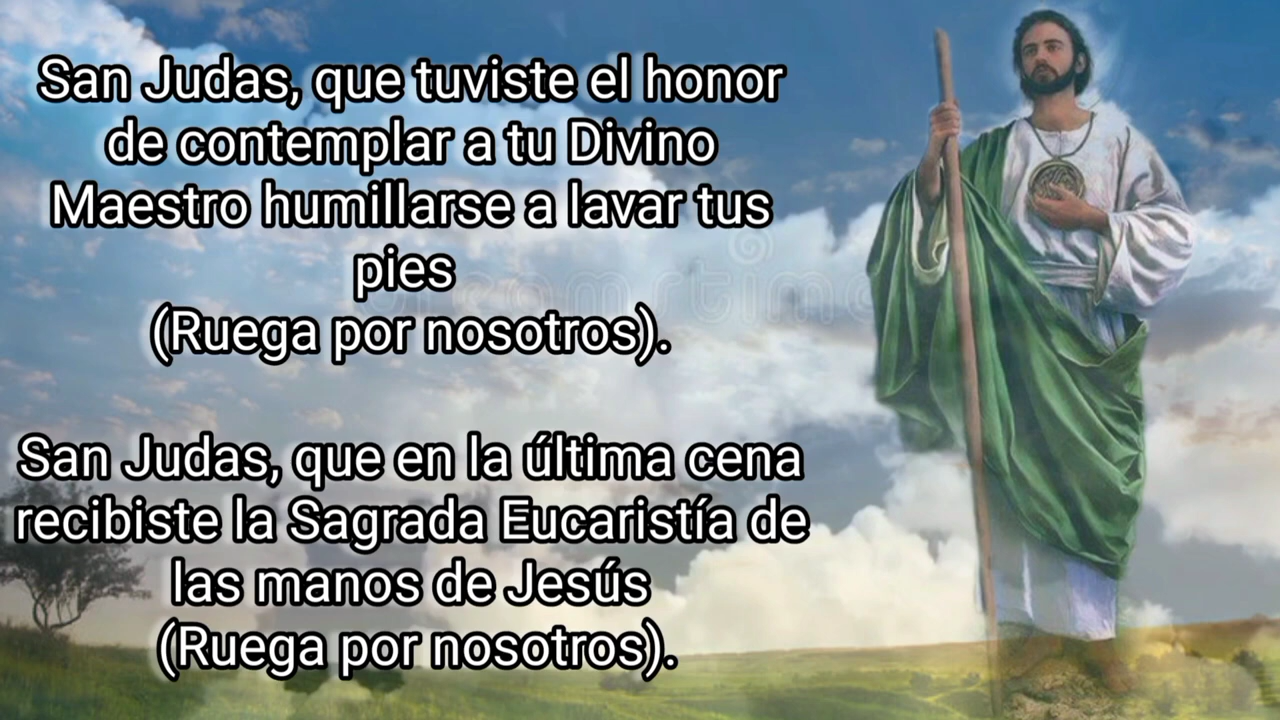 San Judas, que tuviste el honor
de contemplar a tu Divino
Maestro humillarse a lavar tus
pies
(Ruega por nosotros).
San Judas, que en la última cena
recibiste la Sagrada Eucaristía de
las manos de Jesús
(Ruega por nosotros).